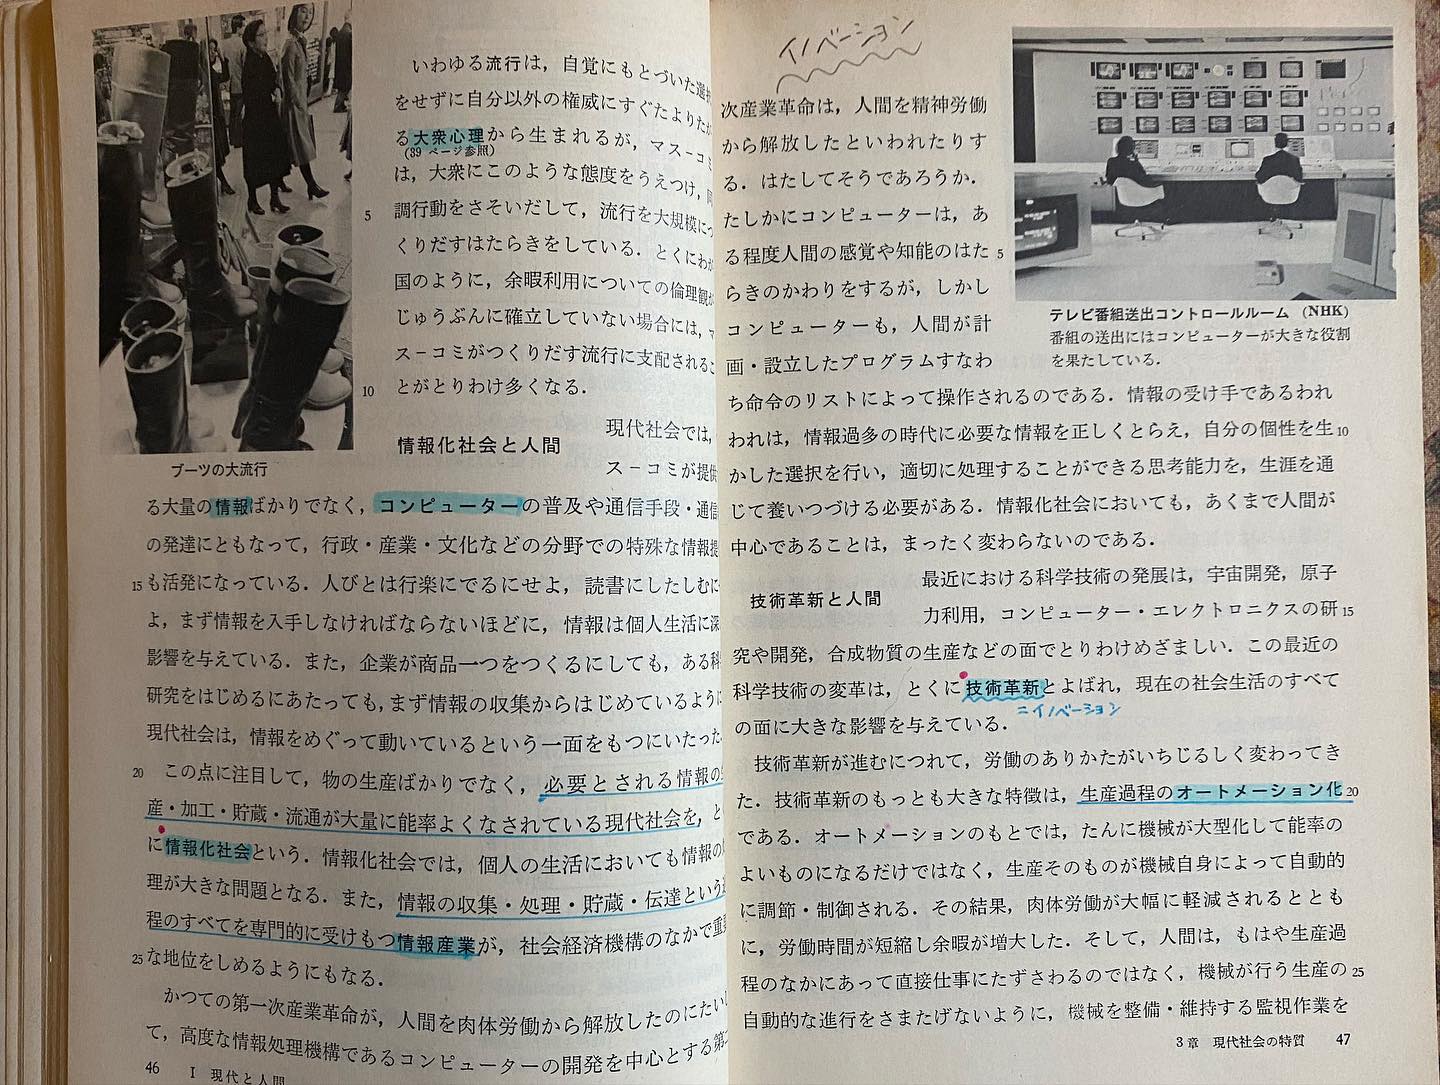 いわゆる流行は，自覚にもとづいた選
をせずに自分以外の権威にすぐたよりた
る大衆心理から生まれるが，マス－コミ
(39 ページ参照)
は，大衆にこのような態度をうえつけ，同
5 調行動をさそいだして，流行を大規模に
くりだすはたらきをしている．とくにわ
国のように，余暇利用についての倫理観
じゅうぶんに確立していない場合には，マ
ス－コミがつくりだす流行に支配されるこ
10 とがとりわけ多くなる．
ブーツの大流行
情報化社会と人間
現代社会では，
ス－コミが提供
る大量の情報ばかりでなく，コンピューターの普及や通信手段・通信
の発達にともなって，行政・産業・文化などの分野での特殊な情報提
15 も活発になっている．人びとは行楽にでるにせよ，読書にしたしむに
よ，まず情報を入手しなければならないほどに，情報は個人生活に深
影響を与えている．また，企業が商品一つをつくるにしても，ある科
研究をはじめるにあたっても，まず情報の収集からはじめているように
現代社会は，情報をめぐって動いているという一面をもつにいたった．
20 この点に注目して，物の生産ばかりでなく，必要とされる情報の生
産・加工・貯蔵・流通が大量に能率よくなされている現代社会を，と
に情報化社会という．情報化社会では，個人の生活においても情報の
理が大きな問題となる．また，情報の収集・処理・貯蔵・伝達という過
程のすべてを専門的に受けもつ情報産業が，社会経済機構のなかで重要
25 な地位をしめるようにもなる．
かつての第一次産業革命が，人間を肉体労働から解放したのにたいし
て，高度な情報処理機構であるコンピューターの開発を中心とする第二
46 I 現代と人間
イノベーション
次産業革命は，人間を精神労働
から解放したといわれたりす
る．はたしてそうであろうか．
たしかにコンピューターは，あ
る程度人間の感覚や知能のはた 5
らきのかわりをするが，しかし
コンピューターも，人間が計
画・設立したプログラムすなわ
テレビ番組送出コントロールルーム (NHK)
番組の送出にはコンピューターが大きな役割
を果たしている．
ち命令のリストによって操作されるのである．情報の受け手であるわれ
われは，情報過多の時代に必要な情報を正しくとらえ，自分の個性を生 10
かした選択を行い，適切に処理することができる思考能力を，生涯を通
じて養いつづける必要がある．情報化社会においても，あくまで人間が
中心であることは，まったく変わらないのである．
技術革新と人間
最近における科学技術の発展は，宇宙開発，原子
力利用，コンピューター・エレクトロニクスの研 15
究や開発，合成物質の生産などの面でとりわけめざましい．この最近の
科学技術の変革は，とくに技術革新とよばれ，現在の社会生活のすべて
＝イノベーション
の面に大きな影響を与えている．
技術革新が進むにつれて，労働のありかたがいちじるしく変わってき
た．技術革新のもっとも大きな特徴は，生産過程のオートメーション化 20
である．オートメーションのもとでは，たんに機械が大型化して能率の
よいものになるだけではなく，生産そのものが機械自身によって自動的
に調節・制御される．その結果，肉体労働が大幅に軽減されるととも
に，労働時間が短縮し余暇が増大した．そして，人間は，もはや生産過
程のなかにあって直接仕事にたずさわるのではなく，機械が行う生産の 25
自動的な進行をさまたげないように，機械を整備・維持する監視作業を
3 章 現代社会の特質 47